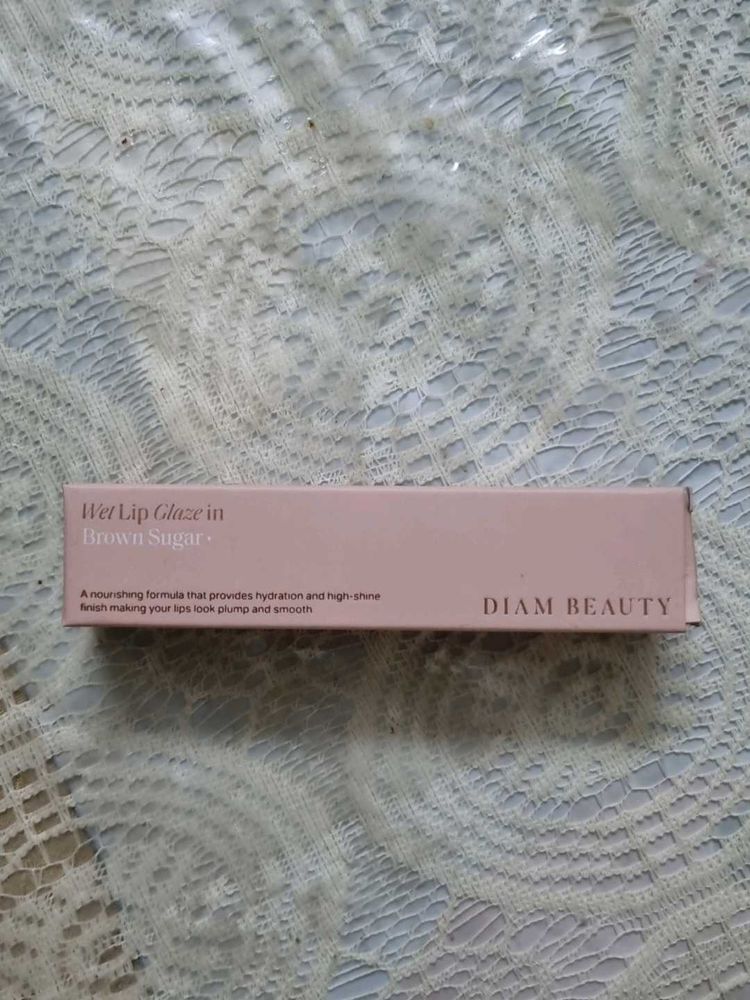 Wet Lip Glaze in
Brown Sugar •
A nourishing formula that provides hydration and high-shine
finish making your lips look plump and smooth
DIAM BEAUTY